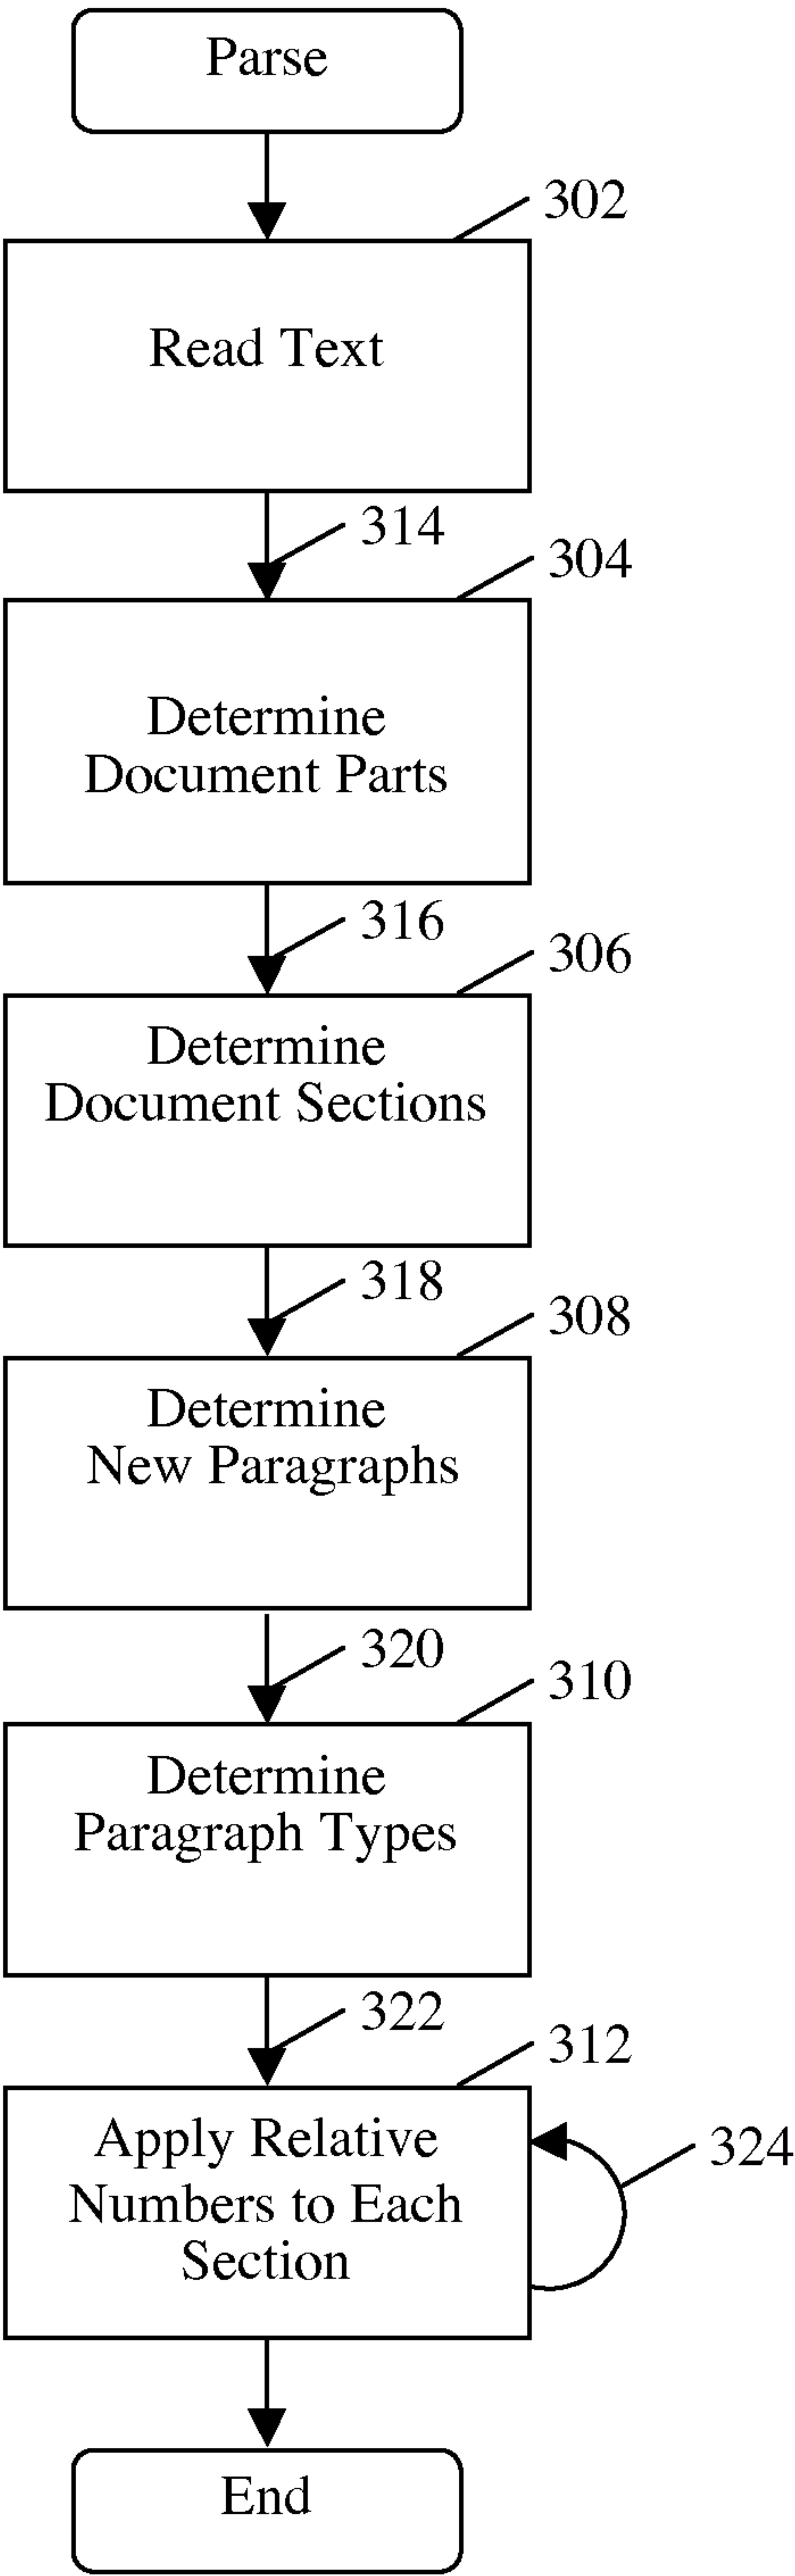 Parse
302
Read Text
314
304
Determine
Document Parts
316
306
Determine
Document Sections
318
308
Determine
New Paragraphs
320
310
Determine
Paragraph Types
322
312
Apply Relative
324
Numbers to Each
Section
End